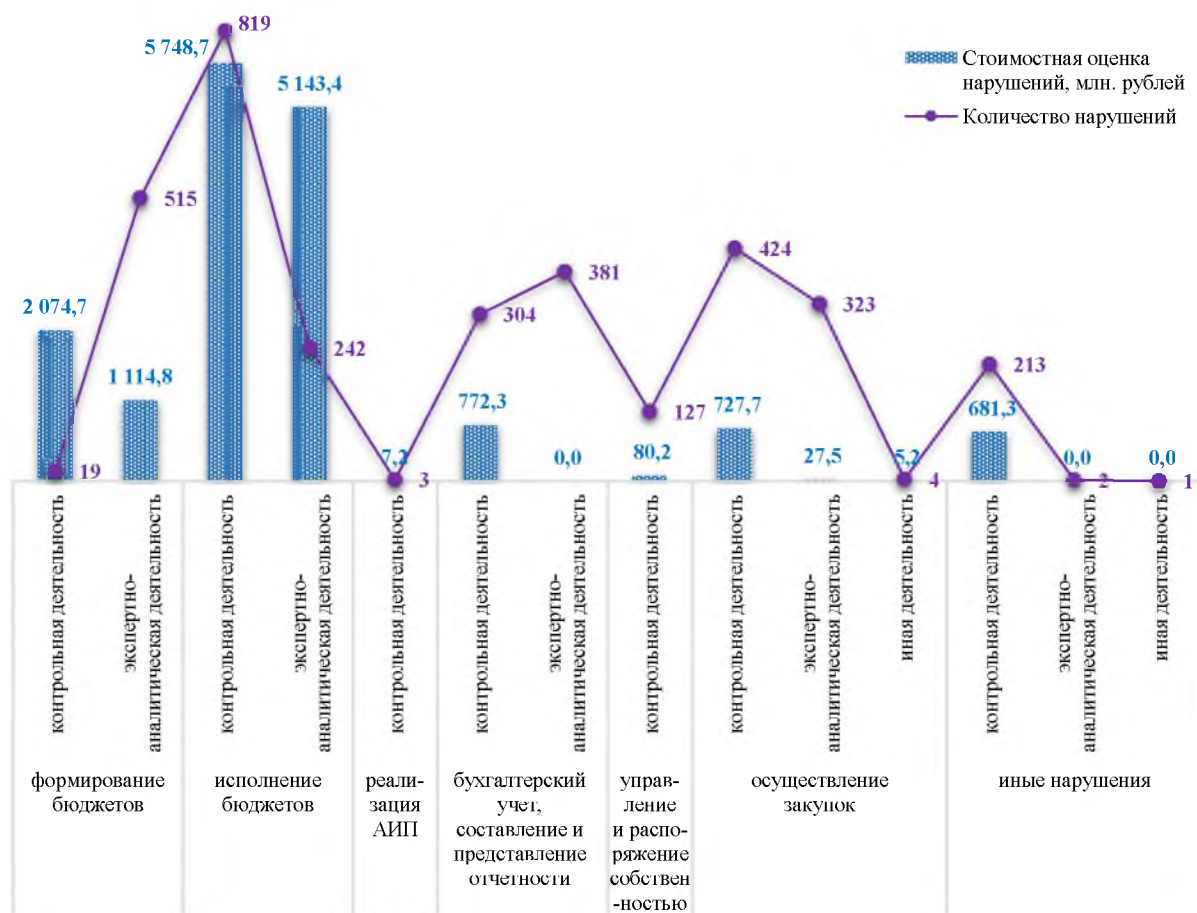 819
5 748,7
5 143,4
Стоимостная оценка
нарушений, млн. рублей
Количество нарушений
515
424
381
323
304
2 074,7
242
213
1 114,8
772,3
127
727,7
681,3
19
7,2
3
0,0
80,2
27,5
5,2
4
0,0
2
0,0
1
контрольная деятельность
экспертно-
аналитическая деятельность
контрольная деятельность
экспертно-
аналитическая деятельность
контрольная деятельность
контрольная деятельность
экспертно-
аналитическая деятельность
контрольная деятельность
контрольная деятельность
экспертно-
аналитическая деятельность
иная деятельность
контрольная деятельность
экспертно-
аналитическая деятельность
иная деятельность
формирование
бюджетов
исполнение
бюджетов
реали-
зация
АИП
бухгалтерский
учет,
составление и
представление
отчетности
управ-
ление
и распо-
ряжение
собствен
-ностью
осуществление
закупок
иные нарушения